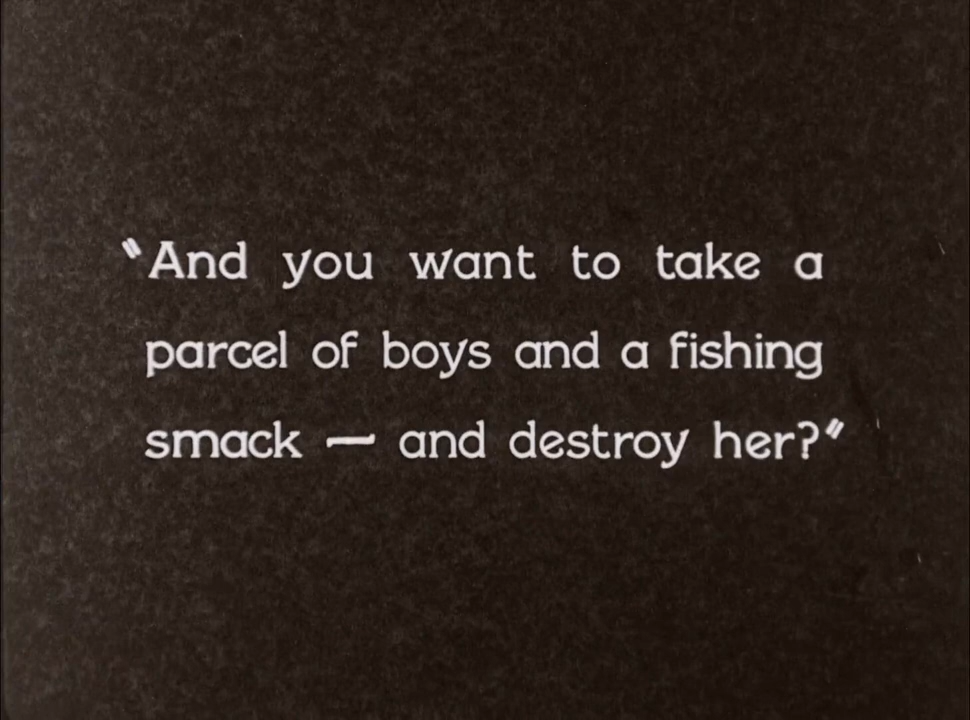 "And you want to take a
parcel of boys and a fishing
smack — and destroy her?"